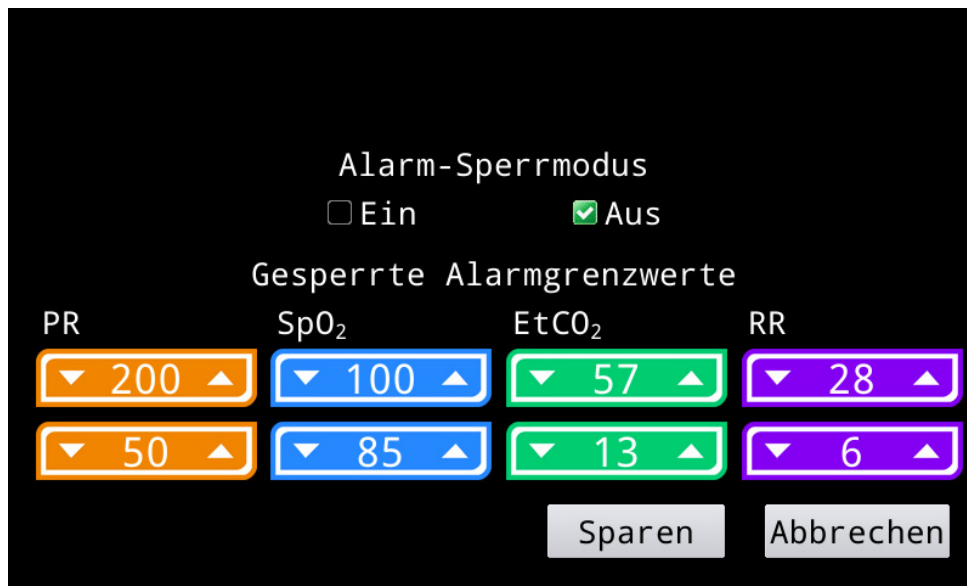 Alarm-Sperrmodus
Ein Aus
Gesperrte Alarmgrenzwerte
PR SpO₂ EtCO₂ RR
200 100 57 28
50 85 13 6
Sparen Abbrechen